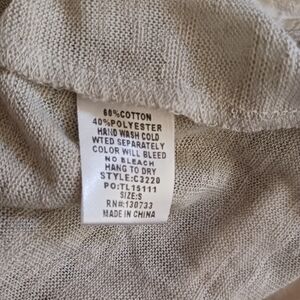 60%COTTON
40%POLYESTER
HAND WASH COLD
WTED SEPARATELY
COLOR WILL BLEED
NO BLEACH
HANG TO DRY
STYLE:C3220
PO:TL15111
SIZE:S
RN#:130733
MADE IN CHINA